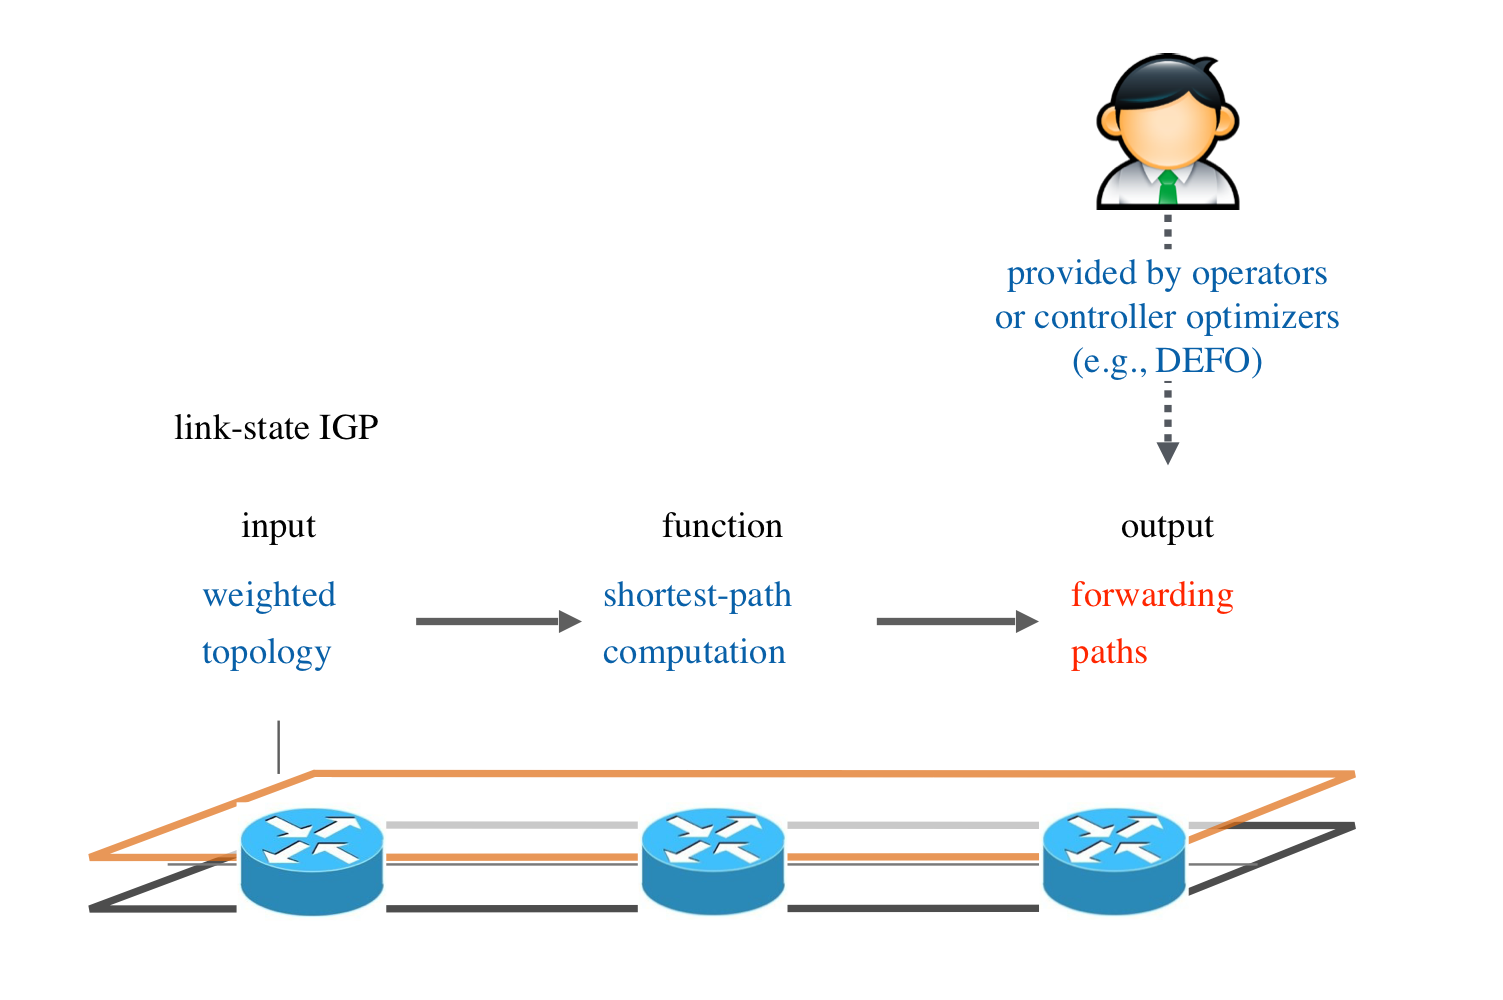 provided by operators
or controller optimizers
(e.g., DEFO)
link-state IGP
input
function
output
weighted
topology
shortest-path
computation
forwarding
paths